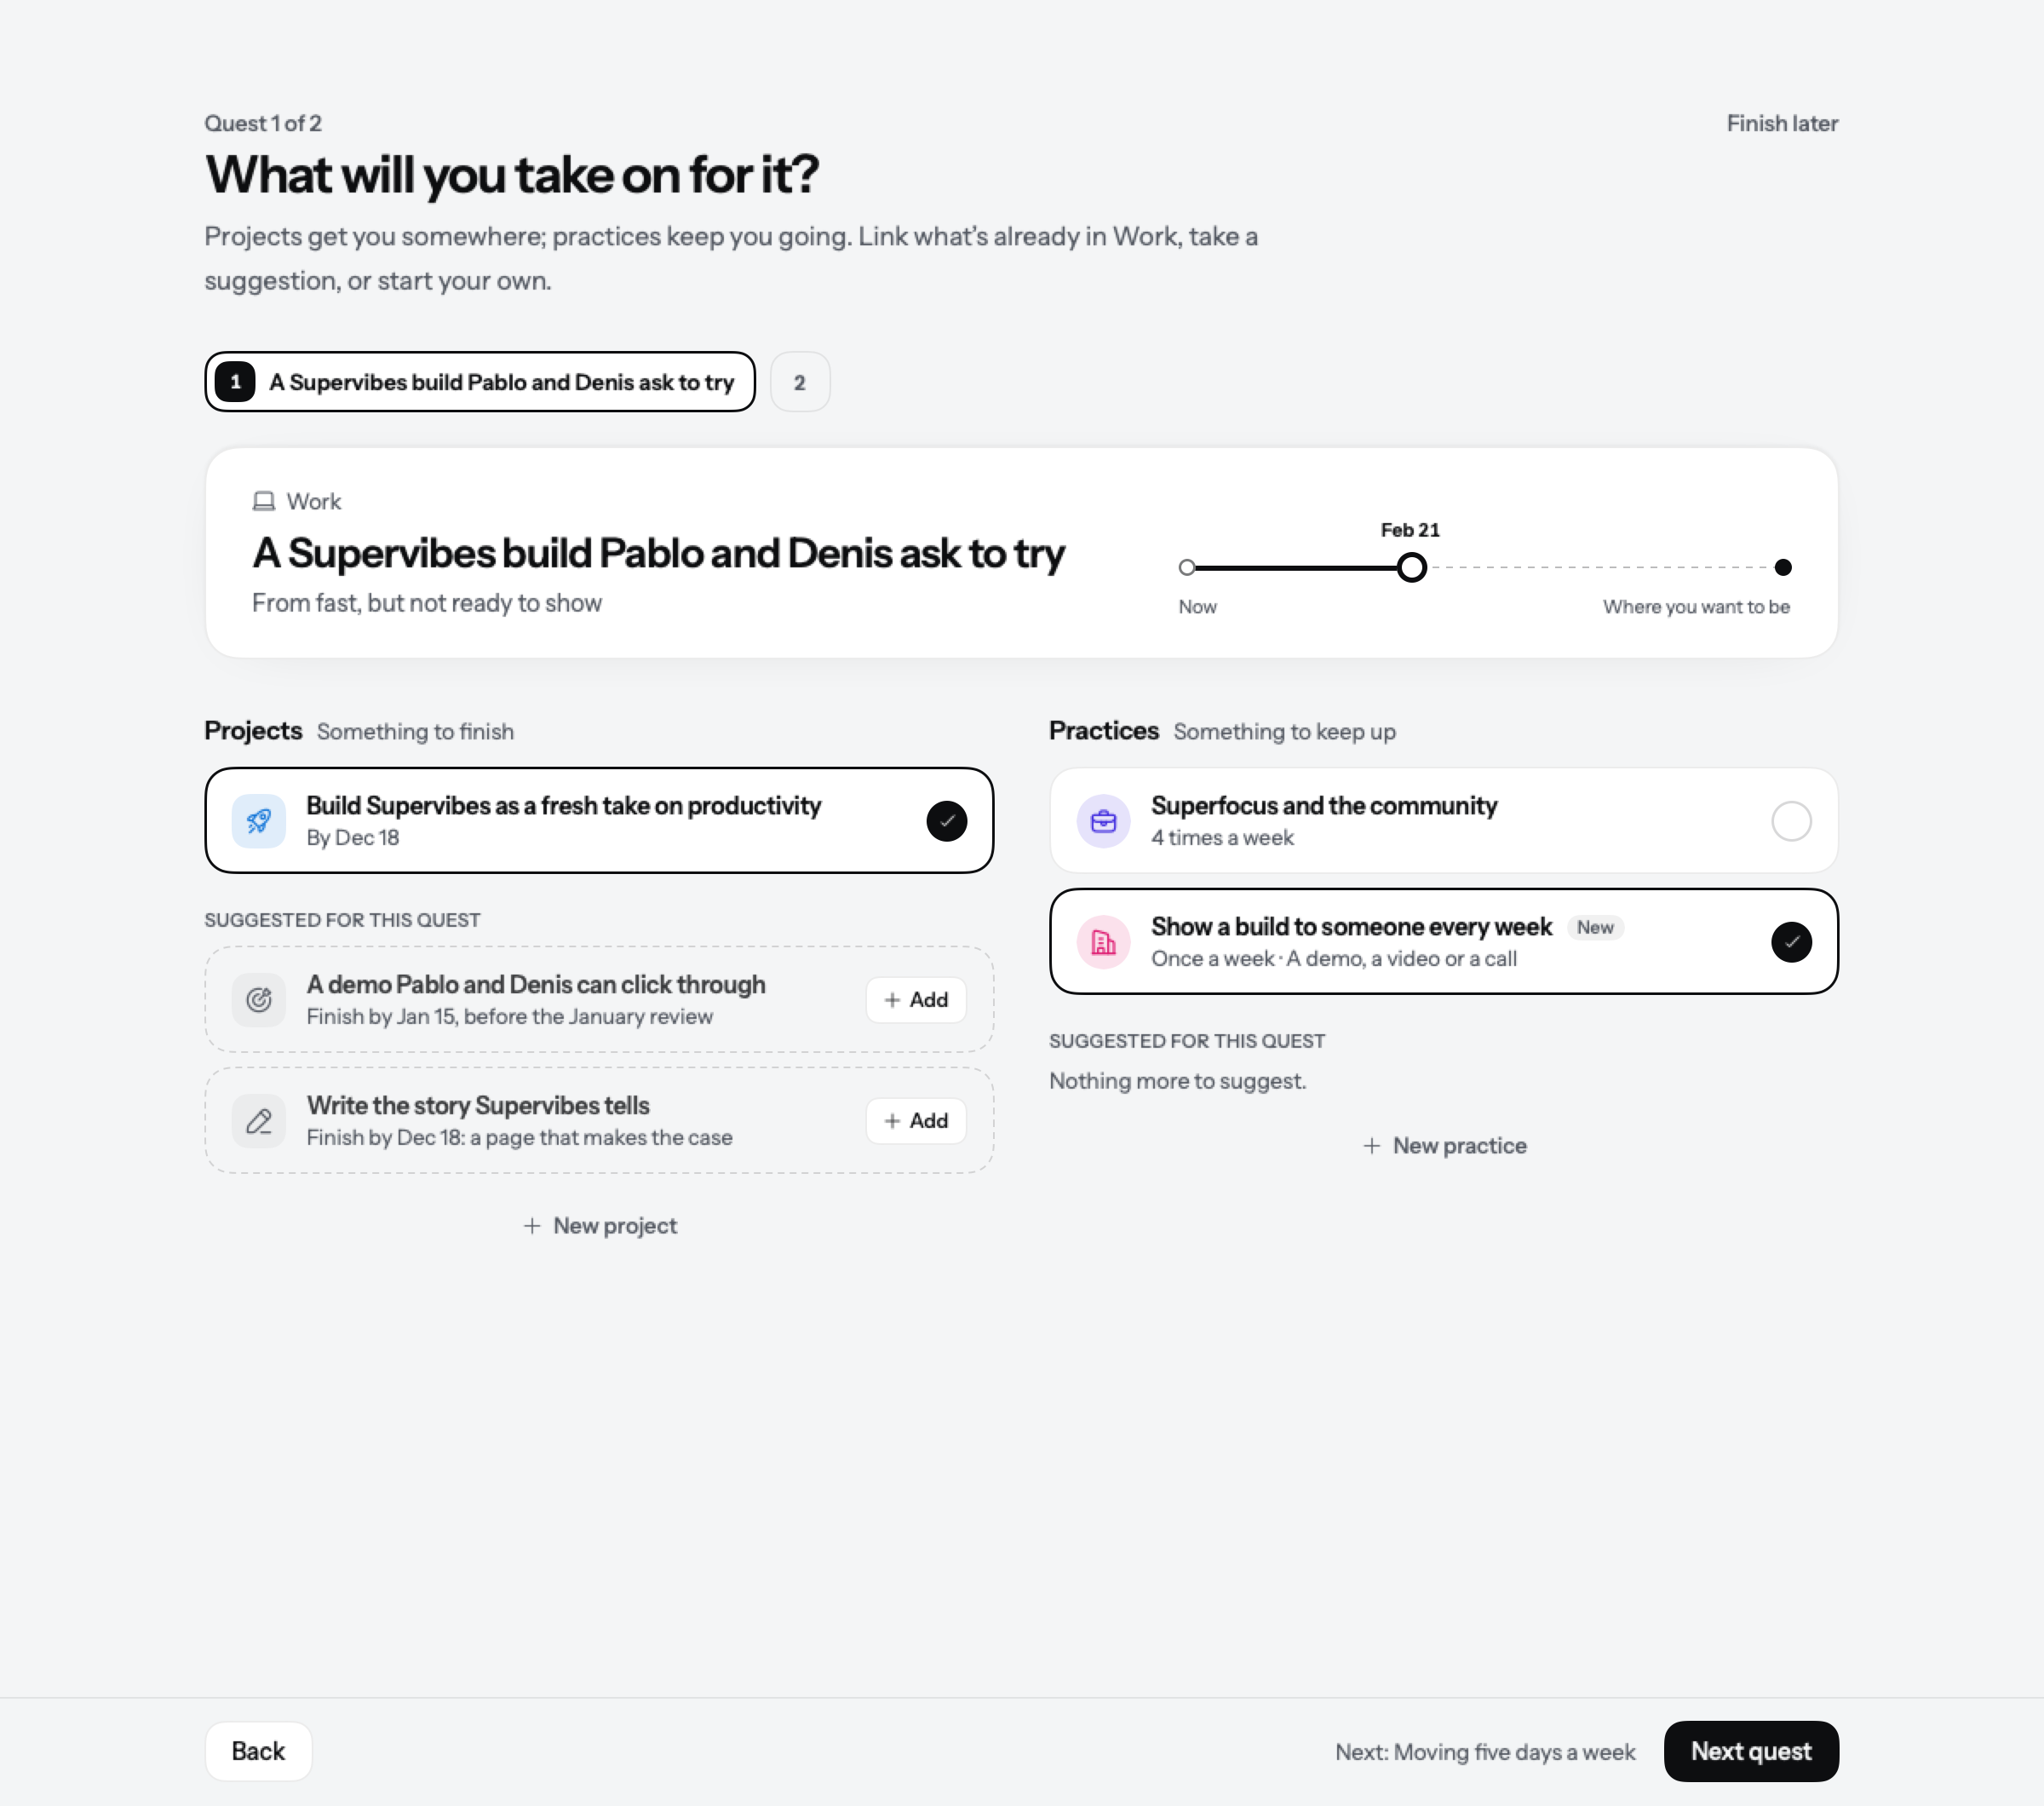 Quest 1 of 2
Finish later
What will you take on for it?
Projects get you somewhere; practices keep you going. Link what’s already in Work, take a
suggestion, or start your own.
1 A Supervibes build Pablo and Denis ask to try
2
Work
A Supervibes build Pablo and Denis ask to try
From fast, but not ready to show
Feb 21
Now
Where you want to be
Projects Something to finish
Build Supervibes as a fresh take on productivity
By Dec 18
SUGGESTED FOR THIS QUEST
A demo Pablo and Denis can click through
Finish by Jan 15, before the January review
+ Add
Write the story Supervibes tells
Finish by Dec 18: a page that makes the case
+ Add
+ New project
Practices Something to keep up
Superfocus and the community
4 times a week
Show a build to someone every week New
Once a week · A demo, a video or a call
SUGGESTED FOR THIS QUEST
Nothing more to suggest.
+ New practice
Back
Next: Moving five days a week
Next quest